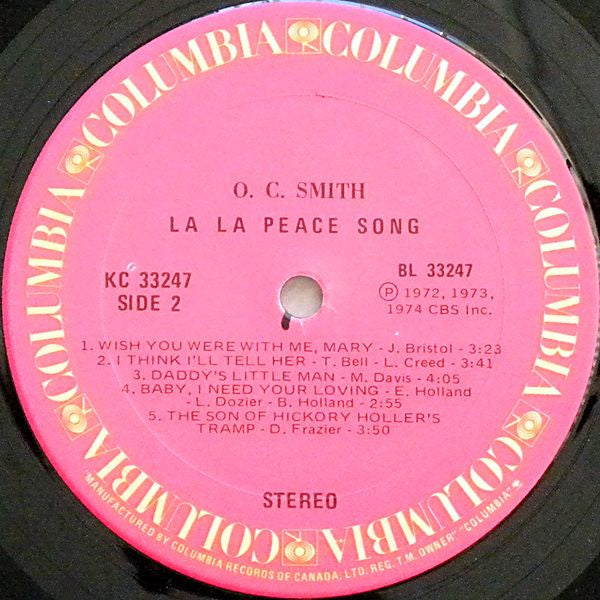 COLUMBIA COLUMBIA COLUMBIA COLUMBIA COLUMBIA COLUMBIA
O. C. SMITH
LA LA PEACE SONG
KC 33247
SIDE 2
BL 33247
Ⓟ 1972, 1973,
1974 CBS Inc.
1. WISH YOU WERE WITH ME, MARY - J. Bristol - 3:23
2. I THINK I'LL TELL HER - T. Bell - L. Creed - 3:41
3. DADDY'S LITTLE MAN - M. Davis - 4:05
4. BABY, I NEED YOUR LOVING - E. Holland
- L. Dozier - B. Holland - 2:55
5. THE SON OF HICKORY HOLLER'S
TRAMP - D. Frazier - 3:50
STEREO
"MANUFACTURED BY COLUMBIA RECORDS OF CANADA, LTD. REG. T.M. OWNER" "COLUMBIA"